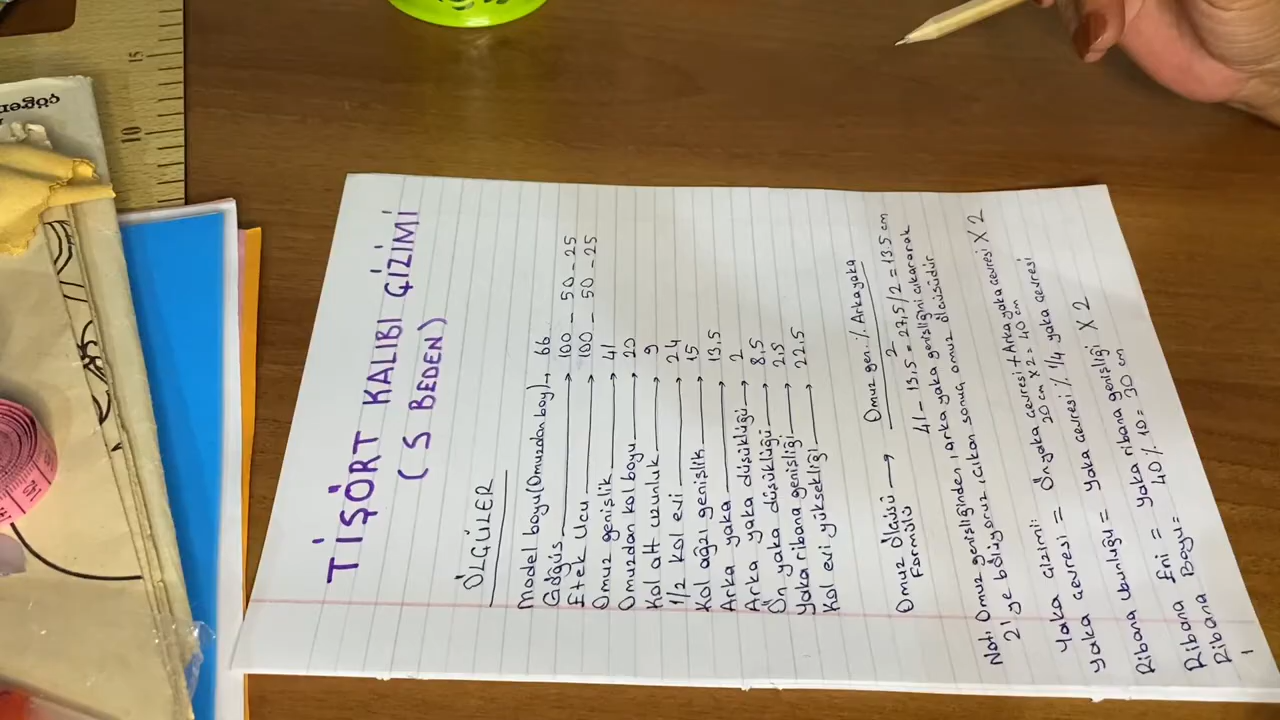 TİŞÖRT KALIBI ÇİZİMİ
( S BEDEN )
ÖLÇÜLER
Model boyu (Omuzdan boy) → 66
Göğüs → 100 - 50 - 25
Etek Ucu → 100 - 50 - 25
Omuz genişlik → 41
Omuzdan kol boyu → 20
Kol alt uzunluk → 9
1/2 kol evi → 24
Kol ağzı genişlik → 15
Arka yaka → 13,5
Arka yaka düşüklüğü → 2
Ön yaka düşüklüğü → 8,5
Yaka ribana genişliği → 2,5
Kol evi yüksekliği → 22,5
Omuz Ölçüsü → Omuz gen. ٪ Arka yaka
Formülü 2
41 - 13,5 = 27,5 / 2 = 13.5 cm
Not: Omuz genişliğinden, arka yaka genişliğini çıkararak
2'ye bölüyoruz, çıkan sonuç omuz ölçüsüdür
Yaka Çizimi:
Yaka çevresi = Ön yaka çevresi + Arka yaka çevresi X 2
20 cm X 2 = 40 cm
Ribana Uzunluğu = Yaka çevresi ٪ 1/4 yaka çevresi
Ribana Eni = Yaka ribana genişliği X 2
Ribana Boyu = 40 ٪ 10 = 30 cm
1
10
15
142
çögen